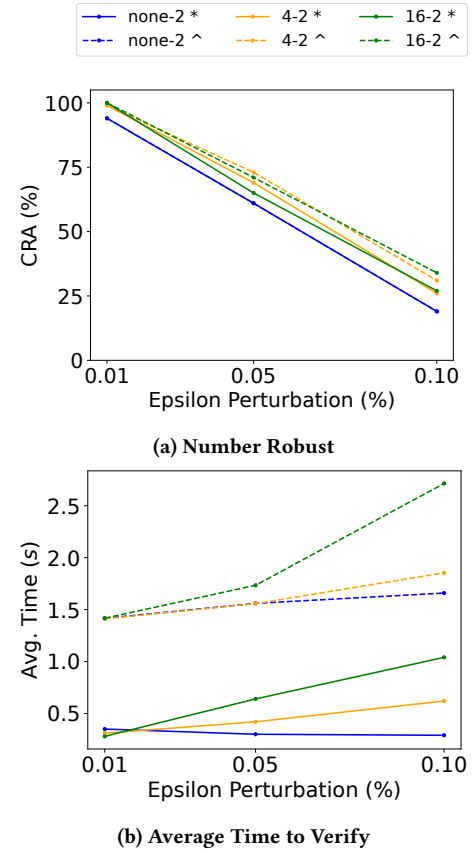 none-2 * 4-2 * 16-2 *
none-2 ^ 4-2 ^ 16-2 ^
100
75
50
25
0
CRA (%)
0.01 0.05 0.10
Epsilon Perturbation (%)
(a) Number Robust
2.5
2.0
1.5
1.0
0.5
Avg. Time (s)
0.01 0.05 0.10
Epsilon Perturbation (%)
(b) Average Time to Verify